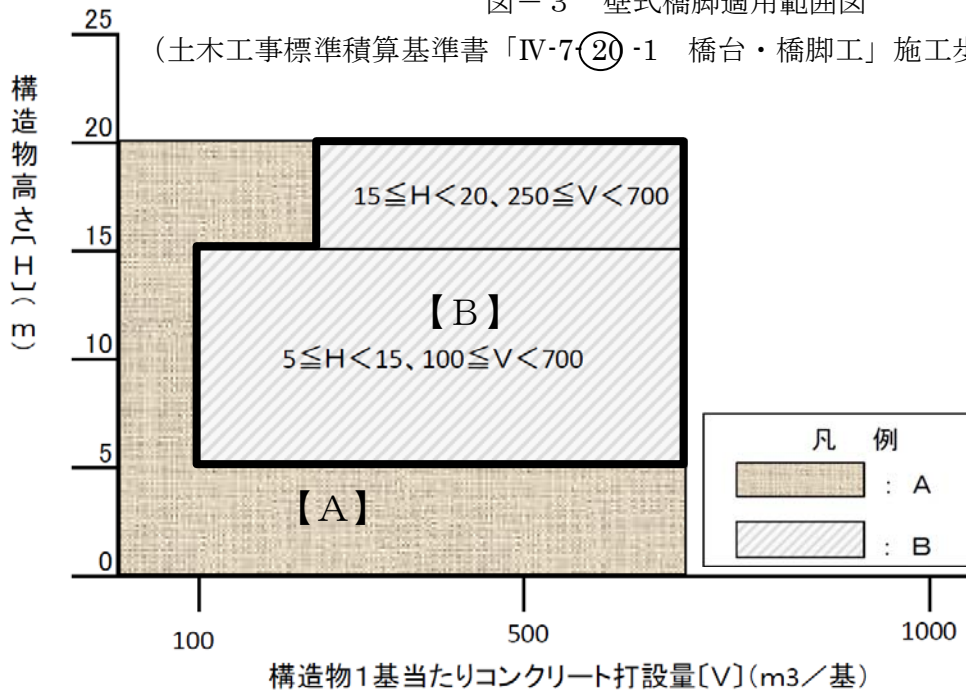 図－3　壁式橋脚適用範囲図
（土木工事標準積算基準書「Ⅳ-7-⑳-1　橋台・橋脚工」施工歩
構造物高さ〔H〕（m）
25
20
15
10
5
0
15≦H＜20、250≦V＜700
【B】
5≦H＜15、100≦V＜700
【A】
凡　例
：A
：B
100
500
1000
構造物1基当たりコンクリート打設量〔V〕（m3／基）